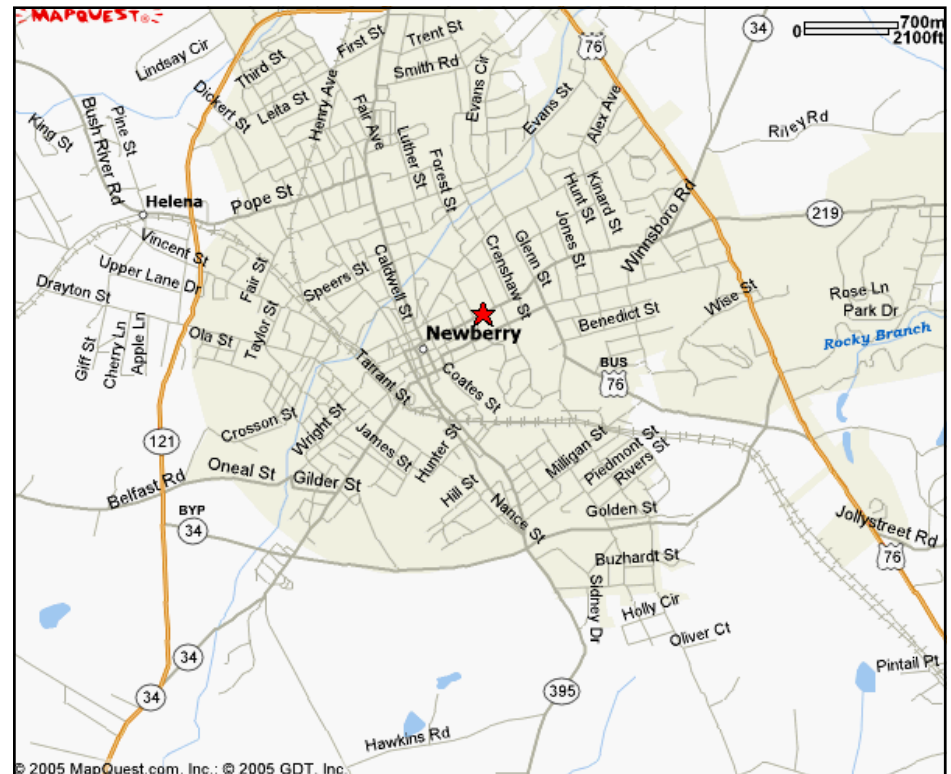 MAPQUEST
700m
0
2100ft
34
76
Lindsay Cir
First St
Trent St
Third St
Smith Rd
Evans Cir
Dickert St
Leita St
Henry Ave
Fair Ave
Evans St
Alex Ave
King St
Pine St
Bush River Rd
Luther St
Forest St
Riley Rd
Helena
Pope St
Kinard St
Hunt St
Jones St
Winnsboro Rd
219
Vincent St
Upper Lane Dr
Fair St
Speers St
Caldwell St
Crenshaw St
Glenn St
Drayton St
Rose Ln
Park Dr
Wise St
Benedict St
Rocky Branch
Ola St
Taylor St
Newberry
Giff St
Cherry Ln
Apple Ln
Tarrant St
Coates St
BUS
76
Crosson St
Wright St
James St
Hunter St
Milligan St
Piedmont St
Rivers St
121
Belfast Rd
Oneal St
Gilder St
Hill St
Nance St
Golden St
BYP
34
Jollystreet Rd
76
Buzhardt St
Sidney Dr
Holly Cir
Oliver Ct
34
34
395
Pintail Pt
Hawkins Rd
© 2005 MapQuest.com, Inc.; © 2005 GDT, Inc.